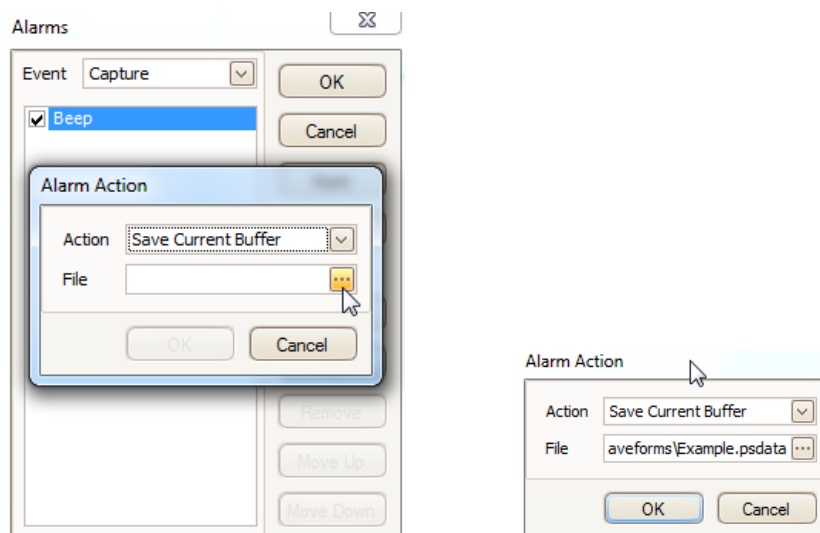 Alarms
Event Capture
OK
Beep
Cancel
Alarm Action
Action Save Current Buffer
File
OK Cancel
Remove
Move Up
Move Down
Alarm Action
Action Save Current Buffer
File aveforms\Example.psdata
OK Cancel